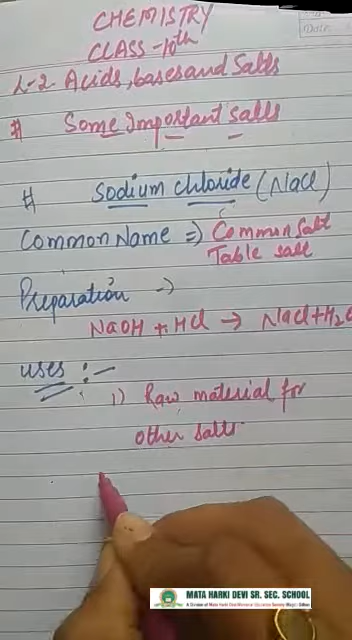 CHEMISTRY
CLASS-10th
L-2. Acids, bases and Salts
# Some Important Salts
# Sodium chloride (NaCl)
Common Name => Common Salt
Table salt
Preparation ->
NaOH + HCl -> NaCl + H2O
uses :-
1) Raw material for
other salts
MATA HARKI DEVI SR. SEC. SCHOOL